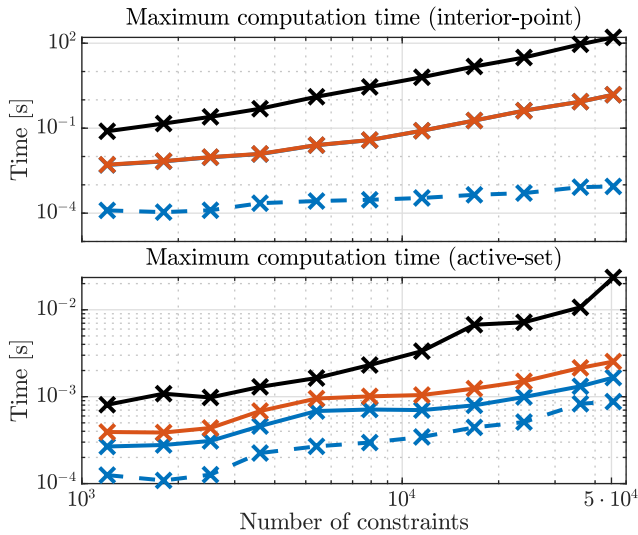 Maximum computation time (interior-point)
Time [s]
10^2
10^-1
10^-4
Maximum computation time (active-set)
Time [s]
10^-2
10^-3
10^-4
10^3
10^4
5 · 10^4
Number of constraints